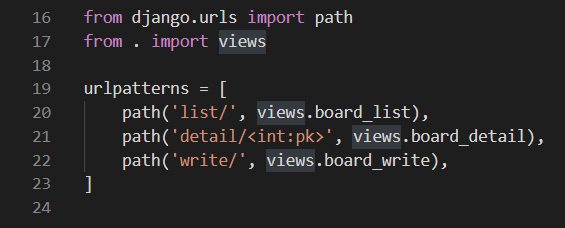 16 from django.urls import path
17 from . import views
18
19 urlpatterns = [
20     path('list/', views.board_list),
21     path('detail/<int:pk>', views.board_detail),
22     path('write/', views.board_write),
23 ]
24